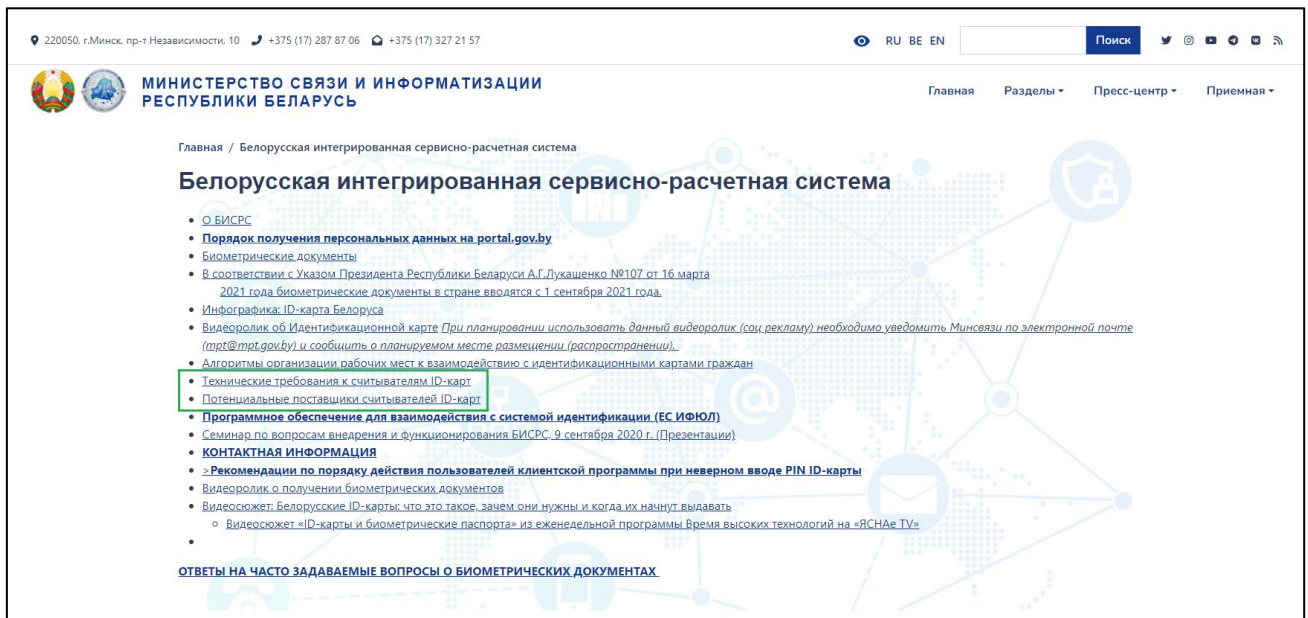 220050, г.Минск, пр-т Независимости, 10 +375 (17) 287 87 06 +375 (17) 327 21 57 RU BE EN Поиск
МИНИСТЕРСТВО СВЯЗИ И ИНФОРМАТИЗАЦИИ
РЕСПУБЛИКИ БЕЛАРУСЬ
Главная Разделы Пресс-центр Приемная
Главная / Белорусская интегрированная сервисно-расчетная система
Белорусская интегрированная сервисно-расчетная система
О БИСРС
Порядок получения персональных данных на portal.gov.by
Биометрические документы
В соответствии с Указом Президента Республики Беларуси А.Г.Лукашенко №107 от 16 марта
2021 года биометрические документы в стране вводятся с 1 сентября 2021 года.
Инфографика: ID-карта Белоруса
Видеоролик об Идентификационной карте При планировании использовать данный видеоролик (соц рекламу) необходимо уведомить Минсвязи по электронной почте
(mpt@mpt.gov.by) и сообщить о планируемом месте размещении (распространении).
Алгоритмы организации рабочих мест к взаимодействию с идентификационными картами граждан
Технические требования к считывателям ID-карт
Потенциальные поставщики считывателей ID-карт
Программное обеспечение для взаимодействия с системой идентификации (ЕС ИФЮЛ)
Семинар по вопросам внедрения и функционирования БИСРС, 9 сентября 2020 г. (Презентации)
КОНТАКТНАЯ ИНФОРМАЦИЯ
>Рекомендации по порядку действия пользователей клиентской программы при неверном вводе PIN ID-карты
Видеоролик о получении биометрических документов
Видеосюжет: Белорусские ID-карты: что это такое, зачем они нужны и когда их начнут выдавать
Видеосюжет «ID-карты и биометрические паспорта» из еженедельной программы Время высоких технологий на «ЯСНАе TV»
ОТВЕТЫ НА ЧАСТО ЗАДАВАЕМЫЕ ВОПРОСЫ О БИОМЕТРИЧЕСКИХ ДОКУМЕНТАХ